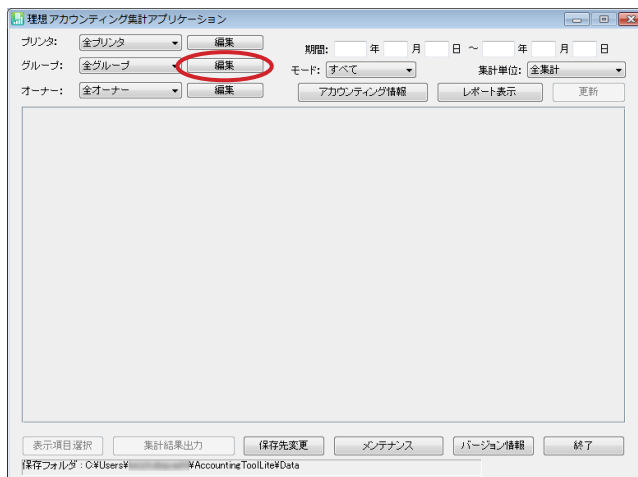 理想アカウンティング集計アプリケーション
プリンタ: 全プリンタ 編集 期間: 年 月 日 ～ 年 月 日
グループ: 全グループ 編集 モード: すべて 集計単位: 全集計
オーナー: 全オーナー 編集 アカウンティング情報 レポート表示 更新
表示項目選択 集計結果出力 保存先変更 メンテナンス バージョン情報 終了
保存フォルダ : C:¥Users¥ ¥AccountingToolLite¥Data